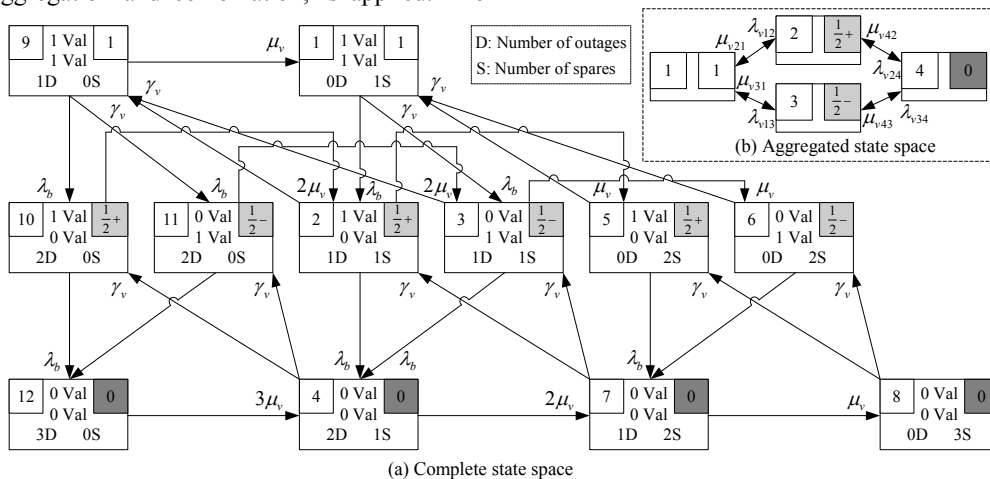 ggregation and
9 1 Val 1
1 Val
1D 0S
μv
1 1 Val 1
1 Val
0D 1S
D: Number of outages
S: Number of spares
μv21 λv12 2 1/2+ μv42
1 1 λv24 4 0
μv31 λv13 3 1/2− μv43 λv34
(b) Aggregated state space
γv γv γv γv
λb λb 2μv λb 2μv λb μv μv
10 1 Val 1/2+
0 Val
2D 0S
11 0 Val 1/2−
1 Val
2D 0S
2 1 Val 1/2+
0 Val
1D 1S
3 0 Val 1/2−
1 Val
1D 1S
5 1 Val 1/2+
0 Val
0D 2S
6 0 Val 1/2−
1 Val
0D 2S
γv γv γv γv γv γv
λb λb λb λb
12 0 Val 0
0 Val
3D 0S
3μv
4 0 Val 0
0 Val
2D 1S
2μv
7 0 Val 0
0 Val
1D 2S
μv
8 0 Val 0
0 Val
0D 3S
(a) Complete state space